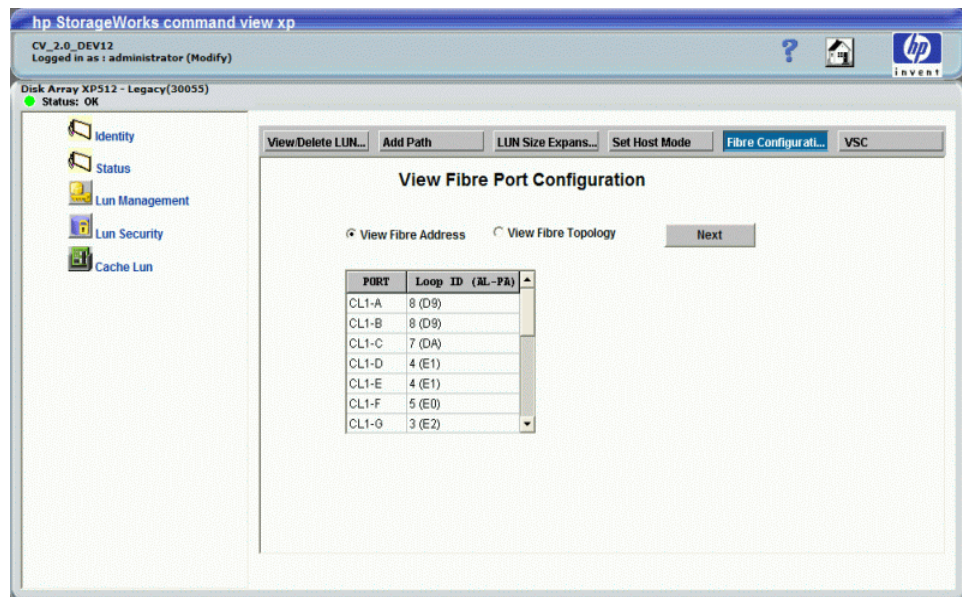 hp StorageWorks command view xp
CV_2.0_DEV12
Logged in as : administrator (Modify)
?
hp
invent
Disk Array XP512 - Legacy(30055)
Status: OK
Identity
Status
Lun Management
Lun Security
Cache Lun
View/Delete LUN... Add Path LUN Size Expans... Set Host Mode Fibre Configurati... VSC
View Fibre Port Configuration
View Fibre Address View Fibre Topology Next
PORT Loop ID (AL-PA)
CL1-A 8 (D9)
CL1-B 8 (D9)
CL1-C 7 (DA)
CL1-D 4 (E1)
CL1-E 4 (E1)
CL1-F 5 (E0)
CL1-G 3 (E2)